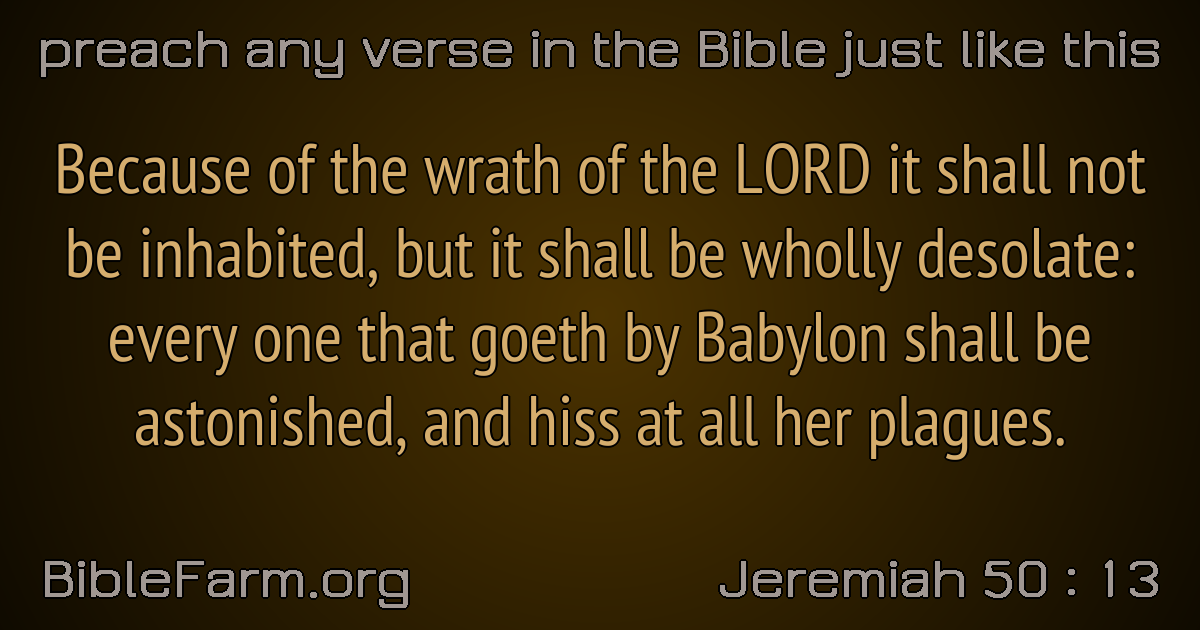 preach any verse in the Bible just like this
Because of the wrath of the LORD it shall not
be inhabited, but it shall be wholly desolate:
every one that goeth by Babylon shall be
astonished, and hiss at all her plagues.
BibleFarm.org
Jeremiah 50 : 13